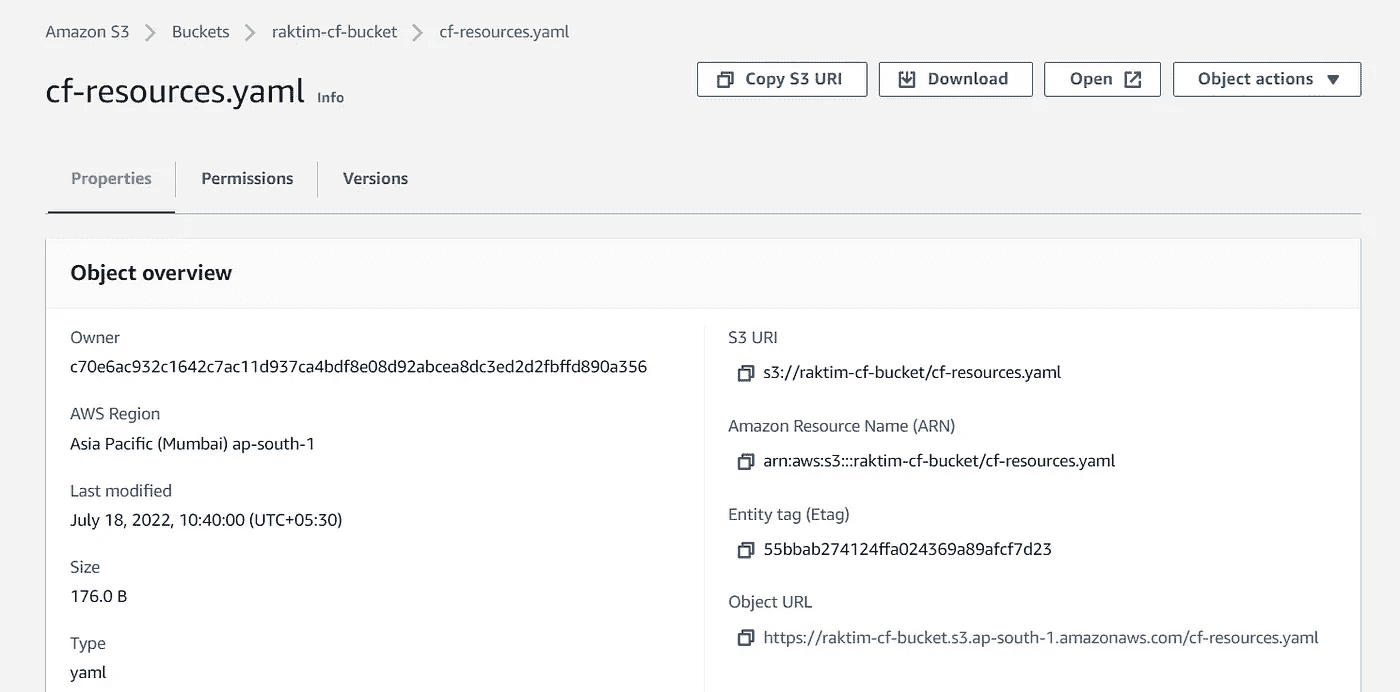 Amazon S3 > Buckets > raktim-cf-bucket > cf-resources.yaml
cf-resources.yaml Info
Copy S3 URI Download Open Object actions
Properties Permissions Versions
Object overview
Owner
c70e6ac932c1642c7ac11d937ca4bdf8e08d92abcea8dc3ed2d2fbffd890a356
AWS Region
Asia Pacific (Mumbai) ap-south-1
Last modified
July 18, 2022, 10:40:00 (UTC+05:30)
Size
176.0 B
Type
yaml
S3 URI
s3://raktim-cf-bucket/cf-resources.yaml
Amazon Resource Name (ARN)
arn:aws:s3:::raktim-cf-bucket/cf-resources.yaml
Entity tag (Etag)
55bbab274124ffa024369a89afcf7d23
Object URL
https://raktim-cf-bucket.s3.ap-south-1.amazonaws.com/cf-resources.yaml